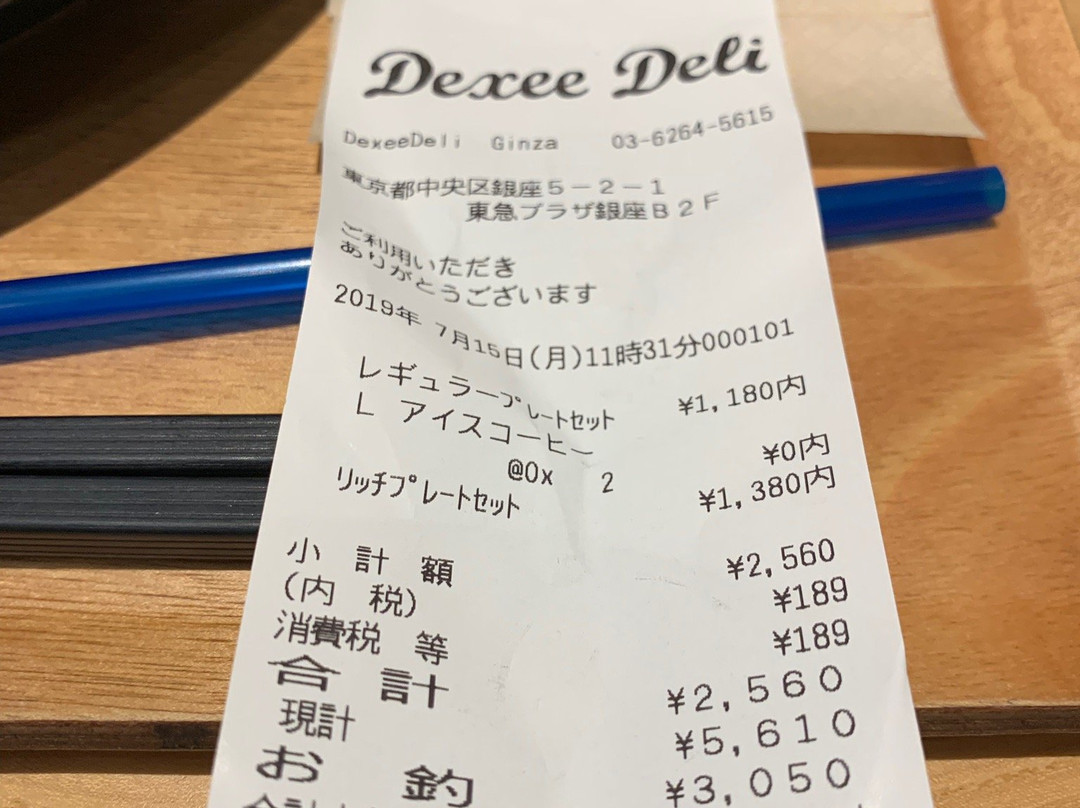 Dexee Deli
DexeeDeli Ginza 03-6264-5615
東京都中央区銀座5-2-1
東急プラザ銀座B2F
ご利用いただき
ありがとうございます
2019年 7月15日(月)11時31分000101
レギュラープレートセット ¥1,180内
L アイスコーヒー
@0x 2 ¥0内
リッチプレートセット ¥1,380内
小計額 ¥2,560
(内 税) ¥189
消費税 等 ¥189
合計 ¥2,560
現計 ¥5,610
お釣 ¥3,050